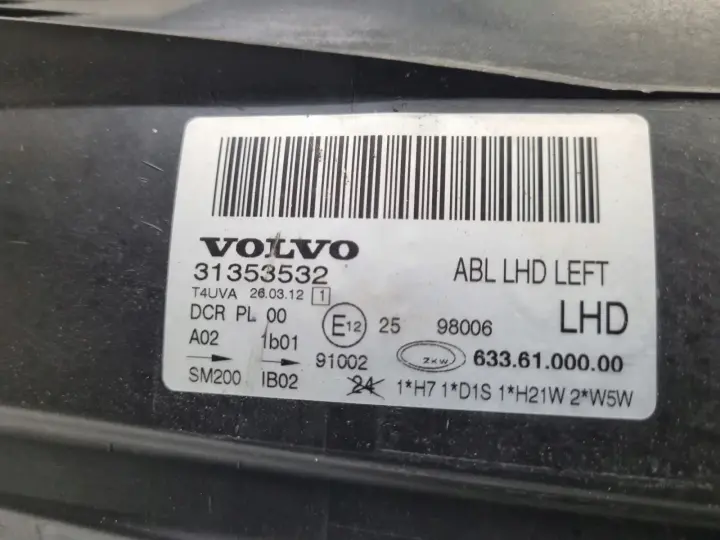 VOLVO
31353532 ABL LHD LEFT
T4UVA 26.03.12 1
DCR PL 00 E12 25 98006 LHD
A02 1b01 91002 ZKW 633.61.000.00
SM200 IB02 24 1*H7 1*D1S 1*H21W 2*W5W